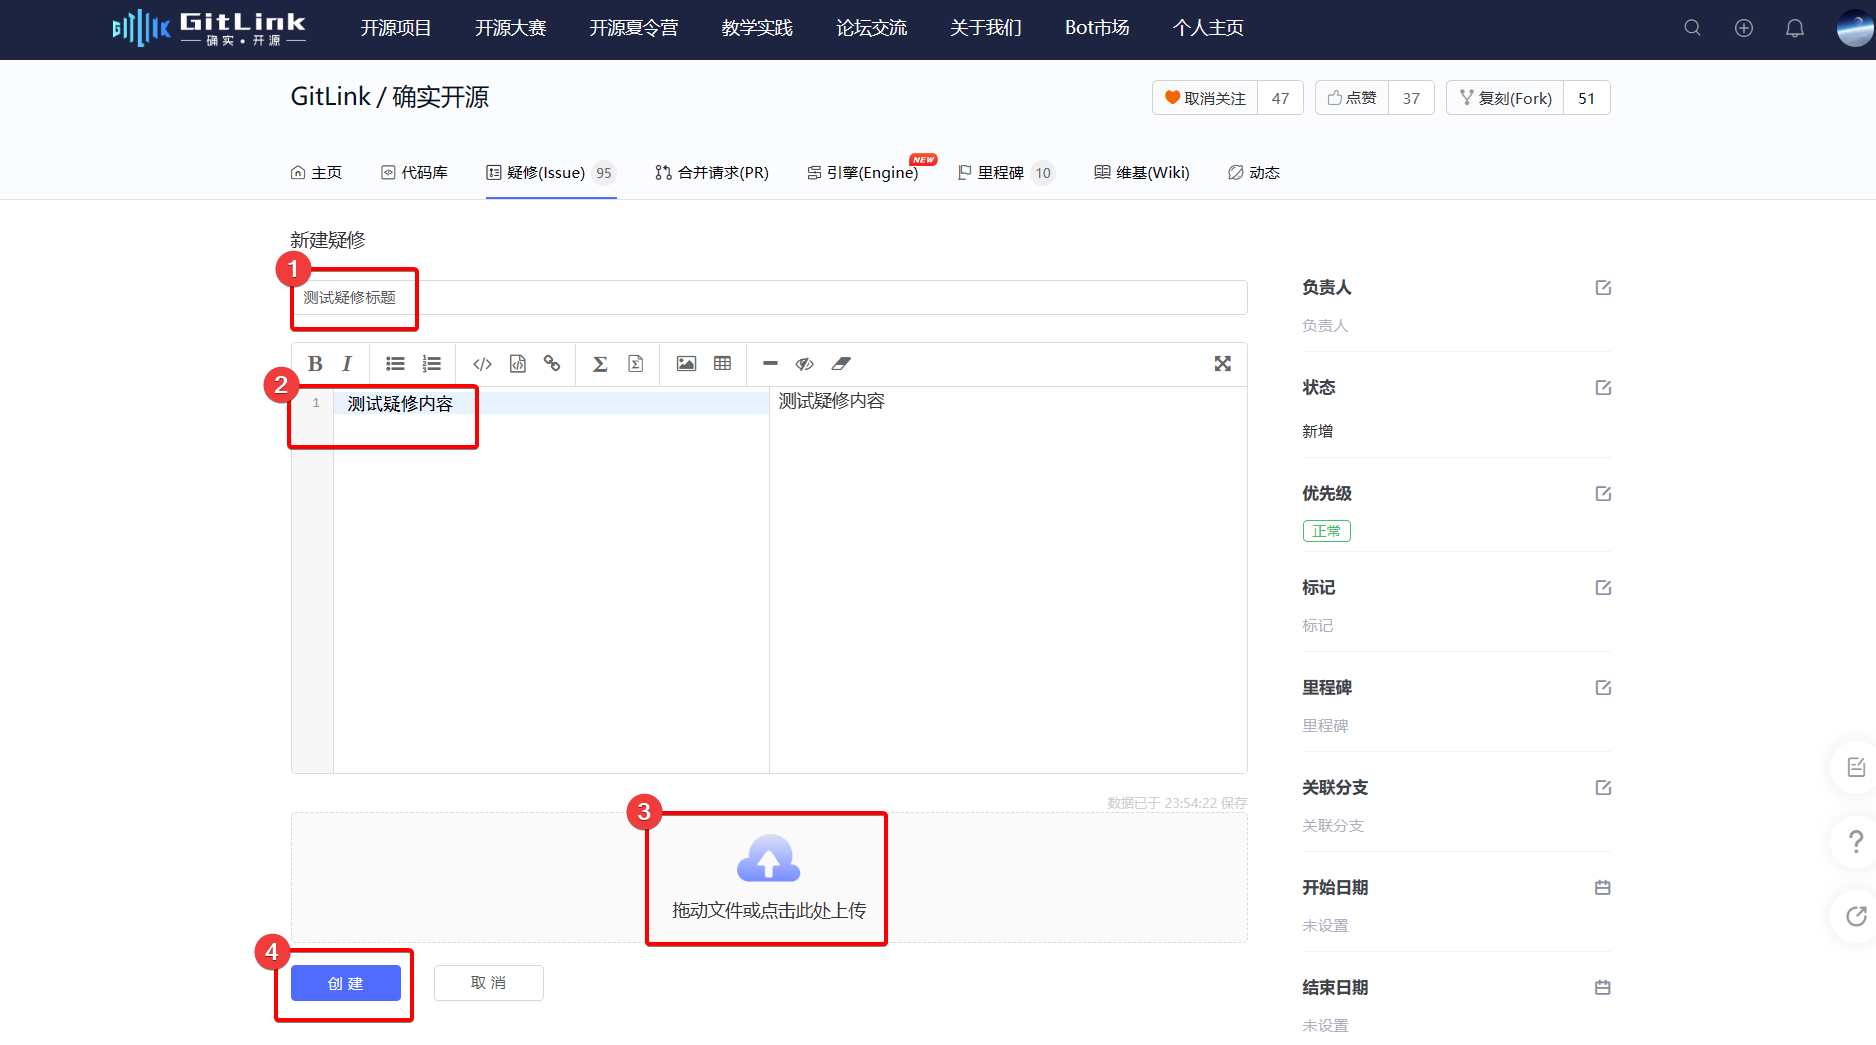 GitLink
确实·开源
开源项目 开源大赛 开源夏令营 教学实践 论坛交流 关于我们 Bot市场 个人主页
GitLink / 确实开源
取消关注 47 点赞 37 复刻(Fork) 51
主页 代码库 疑修(Issue) 95 合并请求(PR) 引擎(Engine) NEW 里程碑 10 维基(Wiki) 动态
新建疑修
1
测试疑修标题
B I
2
1 测试疑修内容
测试疑修内容
数据已于 23:54:22 保存
3
拖动文件或点击此处上传
4
创 建 取 消
负责人
负责人
状态
新增
优先级
正常
标记
标记
里程碑
里程碑
关联分支
关联分支
开始日期
未设置
结束日期
未设置